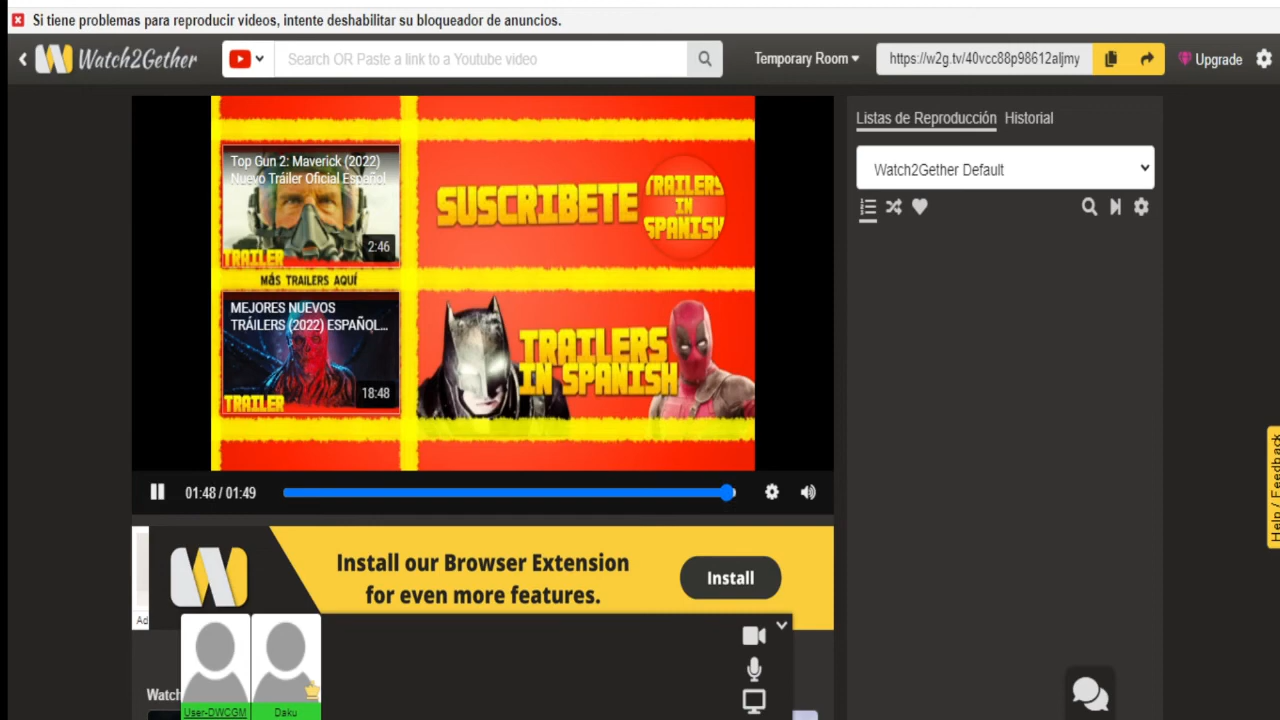 Si tiene problemas para reproducir videos, intente deshabilitar su bloqueador de anuncios.
Watch2Gether
Search OR Paste a link to a Youtube video
Temporary Room
https://w2g.tv/40vcc88p98612aljmy
Upgrade
Top Gun 2: Maverick (2022)
Nuevo Tráiler Oficial Español
2:46
TRAILER
MáS TRAILERS AQUÍ
MEJORES NUEVOS
TRÁILERS (2022) ESPAÑOL...
18:48
TRAILER
SUSCRIBETE
TRAILERS
IN
SPANISH
TRAILERS
IN SPANISH
01:48 / 01:49
Listas de Reproducción Historial
Watch2Gether Default
Help / Feedback
Install our Browser Extension
for even more features.
Install
Ad
Watch
User-DWCGM
Daku